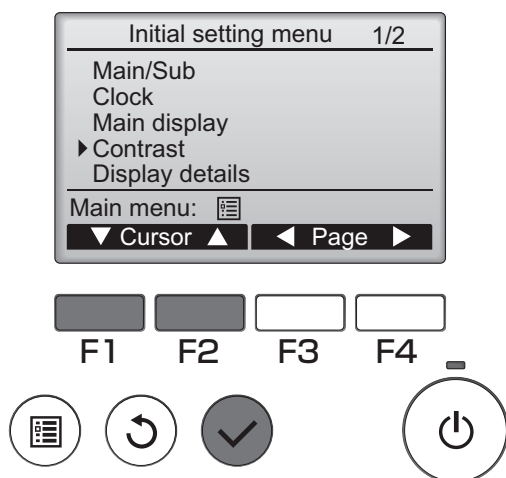 Initial setting menu 1/2
Main/Sub
Clock
Main display
Contrast
Display details
Main menu:
▼ Cursor ▲ ◀ Page ▶
F1 F2 F3 F4